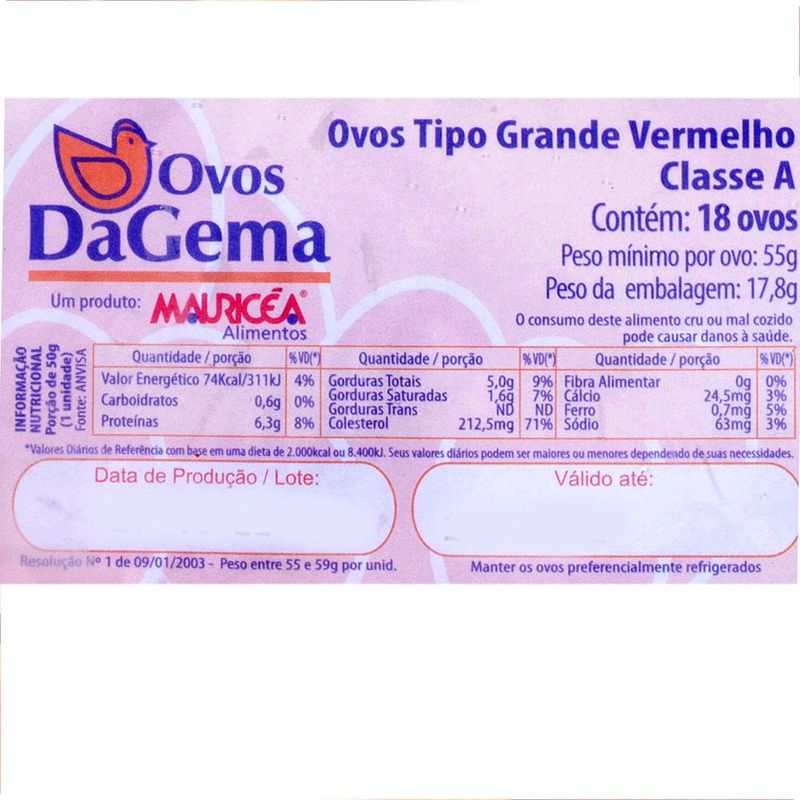 Ovos
DaGema
Um produto: MAURICÉA®
Alimentos
Ovos Tipo Grande Vermelho
Classe A
Contém: 18 ovos
Peso mínimo por ovo: 55g
Peso da embalagem: 17,8g
O consumo deste alimento cru ou mal cozido
pode causar danos à saúde.
INFORMAÇÃO
NUTRICIONAL
Porção de 50g
(1 unidade)
Fonte: ANVISA
Quantidade / porção %VD(*)
Valor Energético 74Kcal/311kJ 4%
Carboidratos 0,6g 0%
Proteínas 6,3g 8%
Quantidade / porção %VD(*)
Gorduras Totais 5,0g 9%
Gorduras Saturadas 1,6g 7%
Gorduras Trans ND ND
Colesterol 212,5mg 71%
Quantidade / porção %VD(*)
Fibra Alimentar 0g 0%
Cálcio 24,5mg 3%
Ferro 0,7mg 5%
Sódio 63mg 3%
*Valores Diários de Referência com base em uma dieta de 2.000kcal ou 8.400kJ. Seus valores diários podem ser maiores ou menores dependendo de suas necessidades.
Data de Produção / Lote:
Válido até:
Resolução Nº 1 de 09/01/2003 - Peso entre 55 e 59g por unid.
Manter os ovos preferencialmente refrigerados